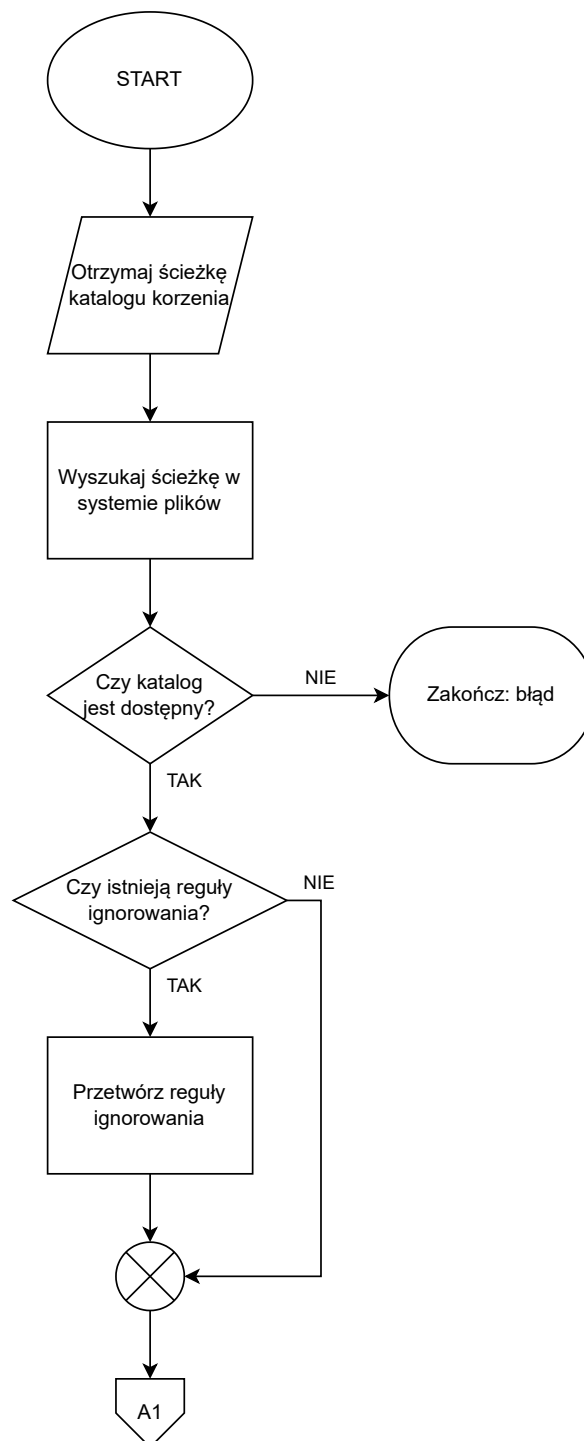 START
Otrzymaj ścieżkę
katalogu korzenia
Wyszukaj ścieżkę w
systemie plików
Czy katalog
jest dostępny?
NIE
Zakończ: błąd
TAK
Czy istnieją reguły
ignorowania?
NIE
TAK
Przetwórz reguły
ignorowania
A1